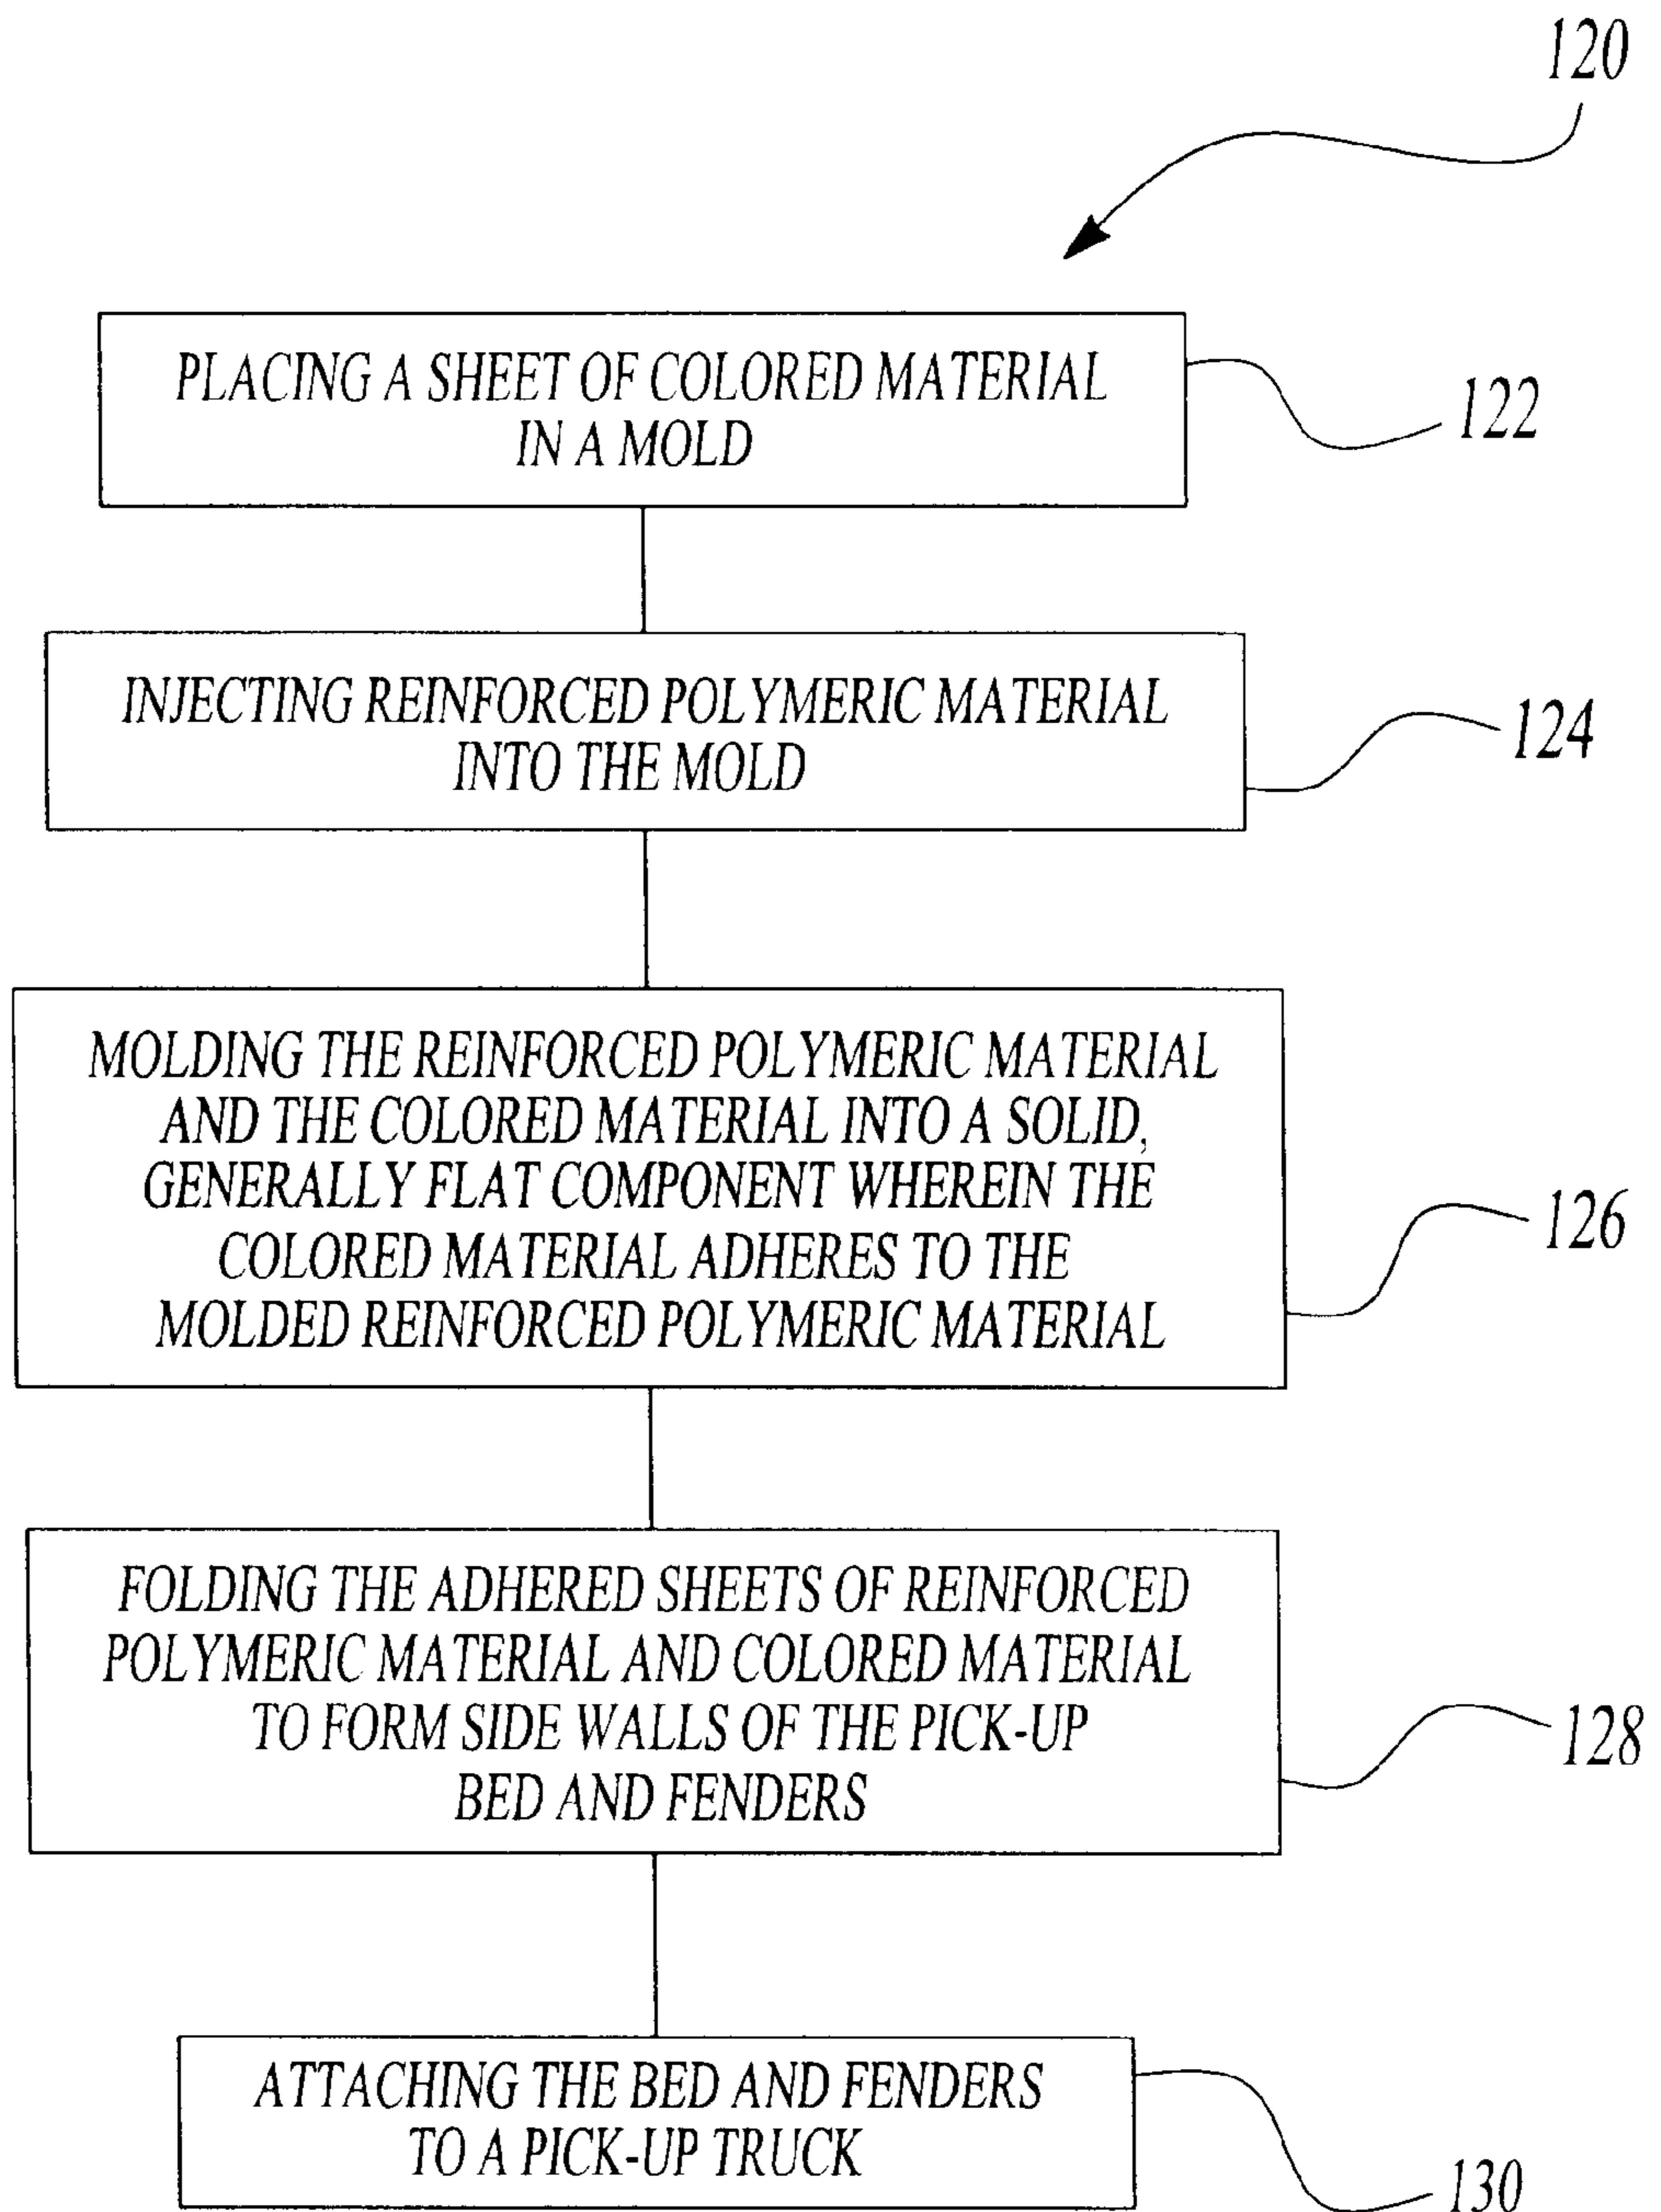 120
PLACING A SHEET OF COLORED MATERIAL
IN A MOLD
122
INJECTING REINFORCED POLYMERIC MATERIAL
INTO THE MOLD
124
MOLDING THE REINFORCED POLYMERIC MATERIAL
AND THE COLORED MATERIAL INTO A SOLID,
GENERALLY FLAT COMPONENT WHEREIN THE
COLORED MATERIAL ADHERES TO THE
MOLDED REINFORCED POLYMERIC MATERIAL
126
FOLDING THE ADHERED SHEETS OF REINFORCED
POLYMERIC MATERIAL AND COLORED MATERIAL
TO FORM SIDE WALLS OF THE PICK-UP
BED AND FENDERS
128
ATTACHING THE BED AND FENDERS
TO A PICK-UP TRUCK
130